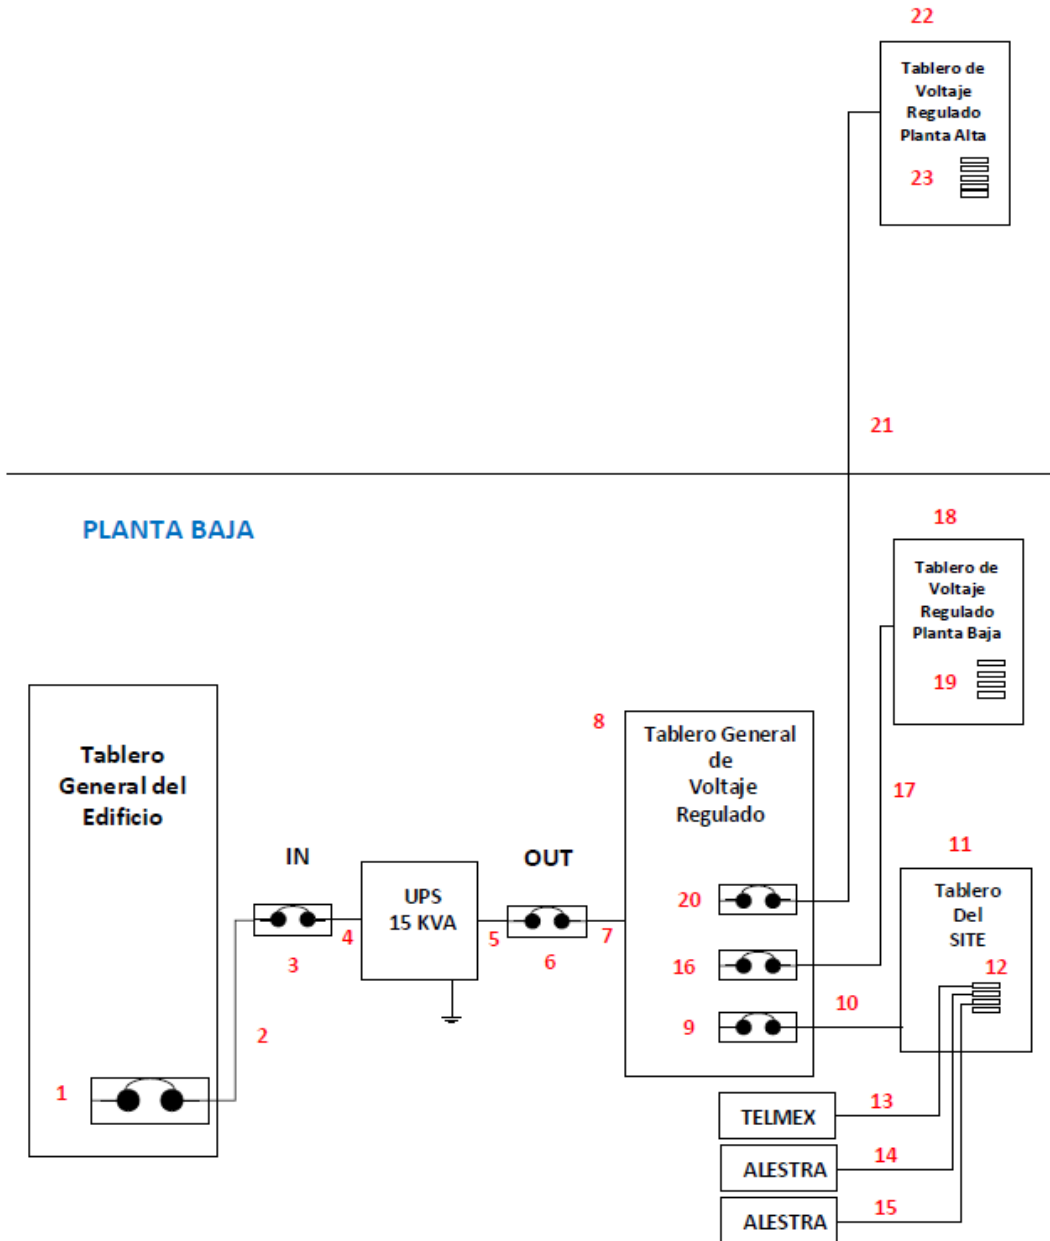 22
Tablero de
Voltaje
Regulado
Planta Alta
23
21
PLANTA BAJA
18
Tablero de
Voltaje
Regulado
Planta Baja
19
Tablero
General del
Edificio
8
Tablero General
de
Voltaje
Regulado
17
IN
OUT
11
UPS
15 KVA
Tablero
Del
SITE
20
4
5
7
3
6
16
12
10
9
2
1
TELMEX
13
ALESTRA
14
ALESTRA
15